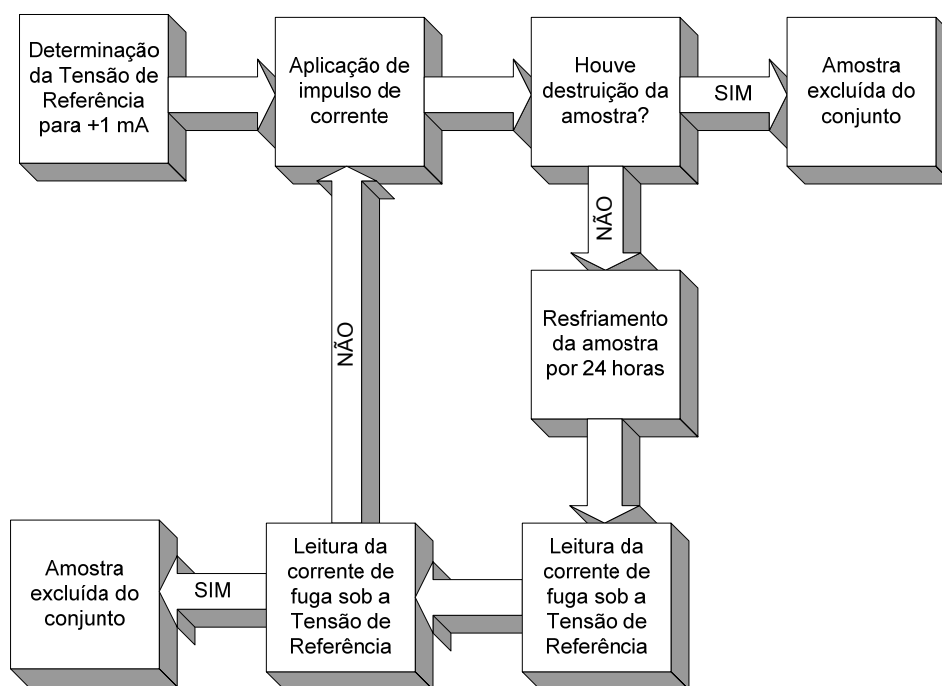 Determinação
da Tensão de
Referência
para +1 mA
Aplicação de
impulso de
corrente
Houve
destruição da
amostra?
SIM
Amostra
excluída do
conjunto
NÃO
Resfriamento
da amostra
por 24 horas
Leitura da
corrente de
fuga sob a
Tensão de
Referência
Leitura da
corrente de
fuga sob a
Tensão de
Referência
NÃO
SIM
Amostra
excluída do
conjunto